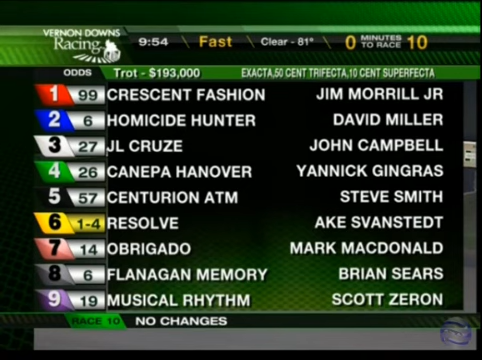 VERNON DOWNS
Racing
9:54 Fast Clear - 81° 0 MINUTES TO RACE 10
ODDS Trot - $193,000 EXACTA,50 CENT TRIFECTA,10 CENT SUPERFECTA
1 99 CRESCENT FASHION JIM MORRILL JR
2 6 HOMICIDE HUNTER DAVID MILLER
3 27 JL CRUZE JOHN CAMPBELL
4 26 CANEPA HANOVER YANNICK GINGRAS
5 57 CENTURION ATM STEVE SMITH
6 1-4 RESOLVE AKE SVANSTEDT
7 14 OBRIGADO MARK MACDONALD
8 6 FLANAGAN MEMORY BRIAN SEARS
9 19 MUSICAL RHYTHM SCOTT ZERON
RACE 10 NO CHANGES